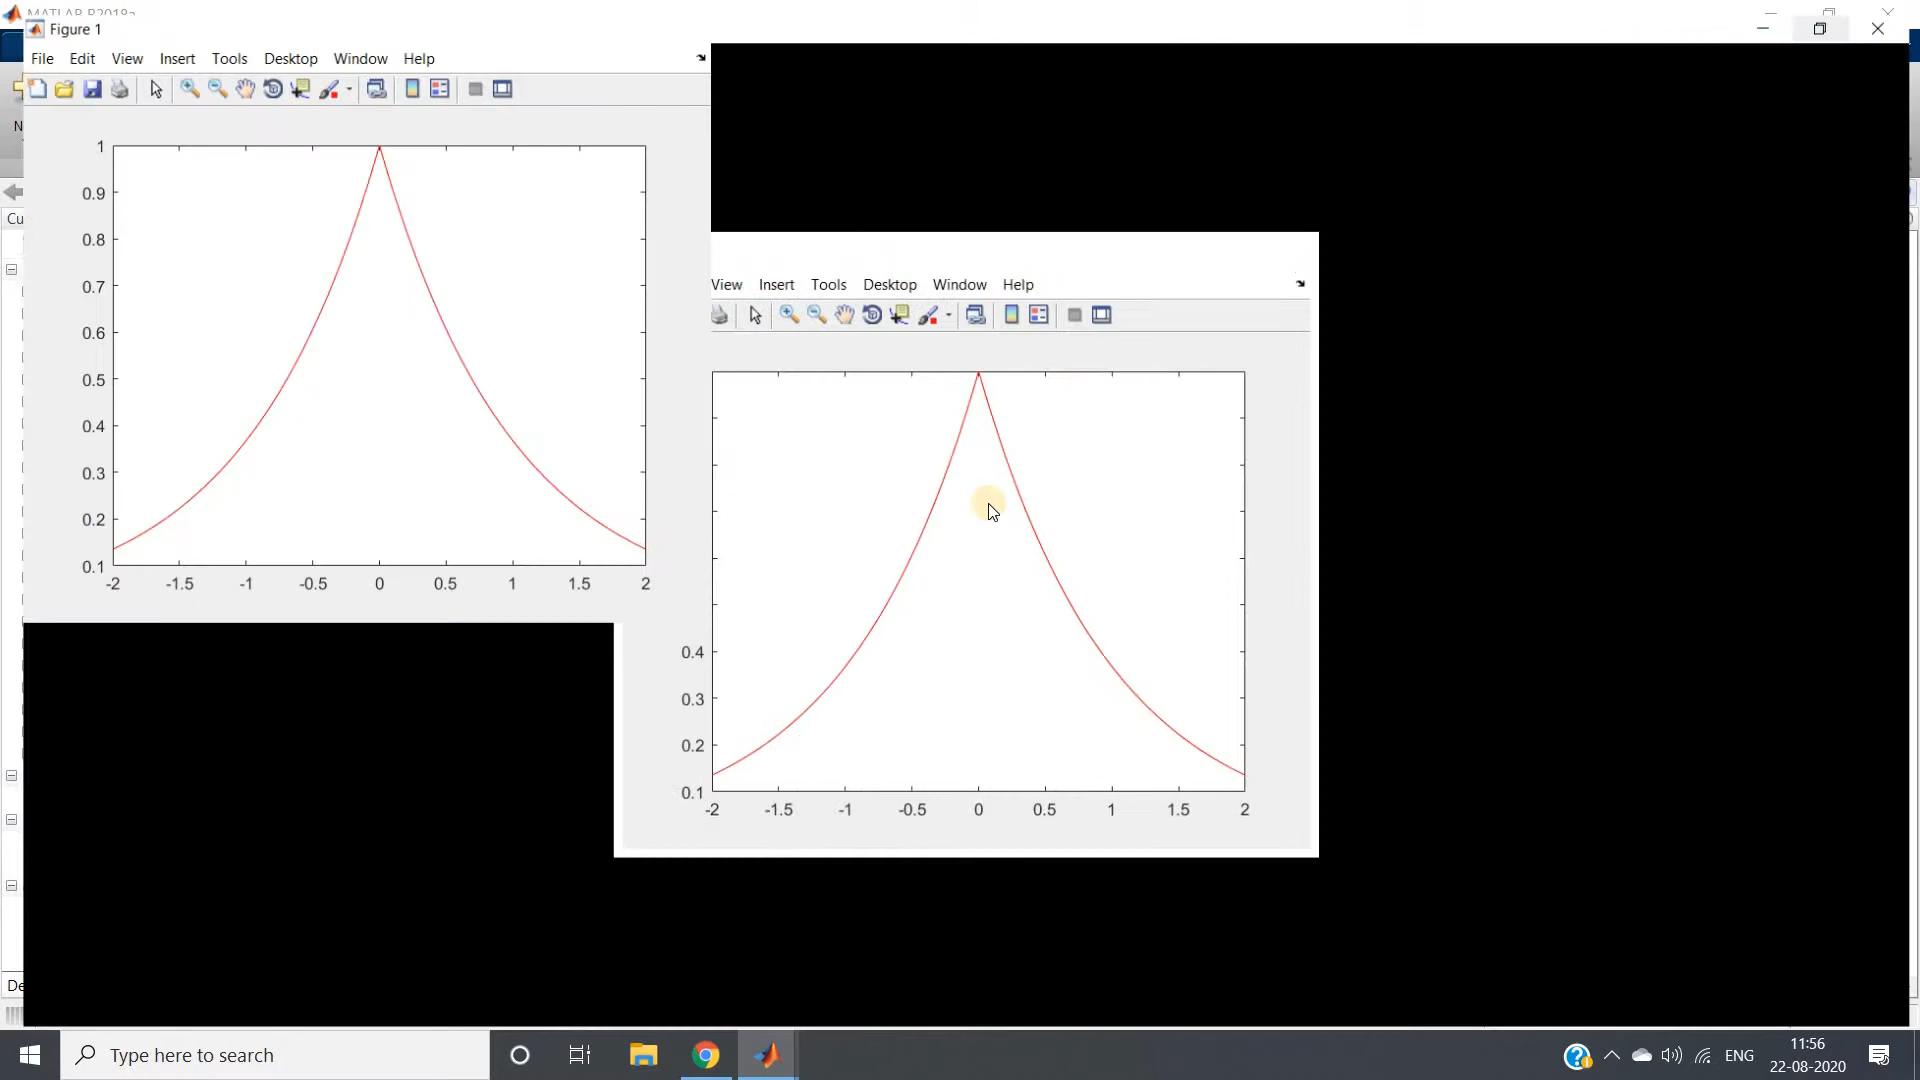 MATLAB R2019a
Figure 1
File Edit View Insert Tools Desktop Window Help
N
Cu
1
0.9
0.8
0.7
0.6
0.5
0.4
0.3
0.2
0.1
-2 -1.5 -1 -0.5 0 0.5 1 1.5 2
View Insert Tools Desktop Window Help
0.4
0.3
0.2
0.1
-2 -1.5 -1 -0.5 0 0.5 1 1.5 2
De
Type here to search
ENG
11:56
22-08-2020